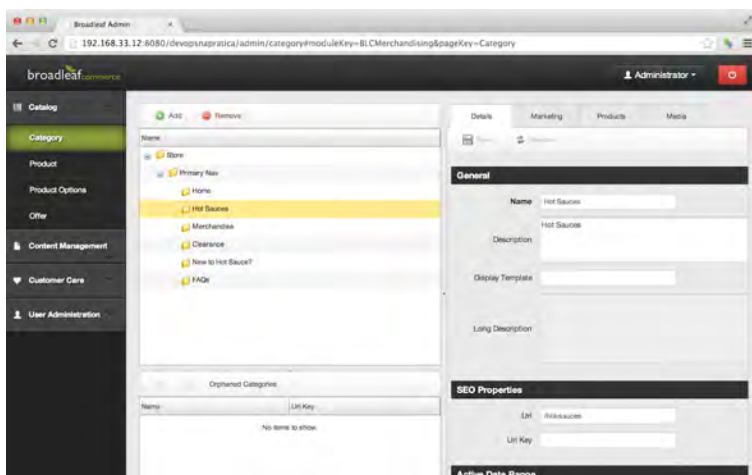 Broadleaf Admin
192.168.33.12:8080/devopsnapratica/admin/category#moduleKey=BLCMerchandising&pageKey=Category
broadleafcommerce
Administrator
Catalog
Category
Product
Product Options
Offer
Content Management
Customer Care
User Administration
Add Remove
Name
Store
Primary Nav
Home
Hot Sauces
Merchandise
Clearance
New to Hot Sauce?
FAQs
Orphaned Categories
Name Url Key
No items to show.
Details Marketing Products Media
General
Name Hot Sauces
Description Hot Sauces
Display Template
Long Description
SEO Properties
Url /hot-sauces
Url Key
Active Date Range